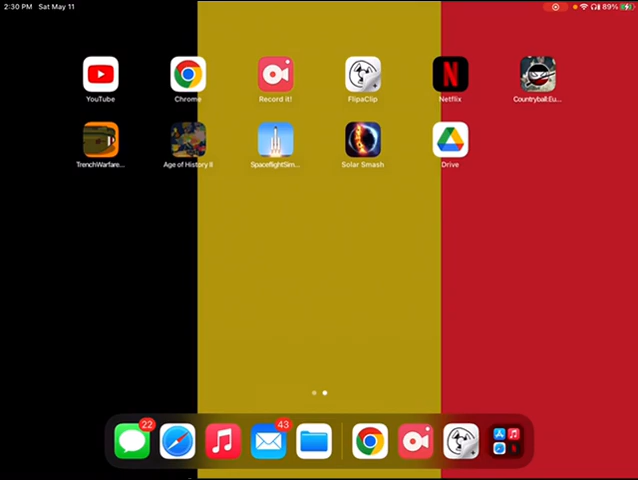 2:30 PM Sat May 11 89%
YouTube Chrome Record it! FlipaClip Netflix Countryball:Eu...
TrenchWarfare... Age of History II SpaceflightSim... Solar Smash Drive
22 43